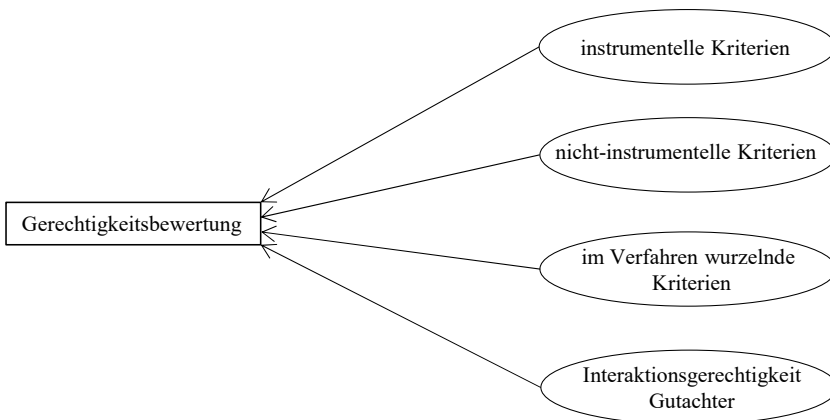 instrumentelle Kriterien
nicht-instrumentelle Kriterien
Gerechtigkeitsbewertung
im Verfahren wurzelnde
Kriterien
Interaktionsgerechtigkeit
Gutachter